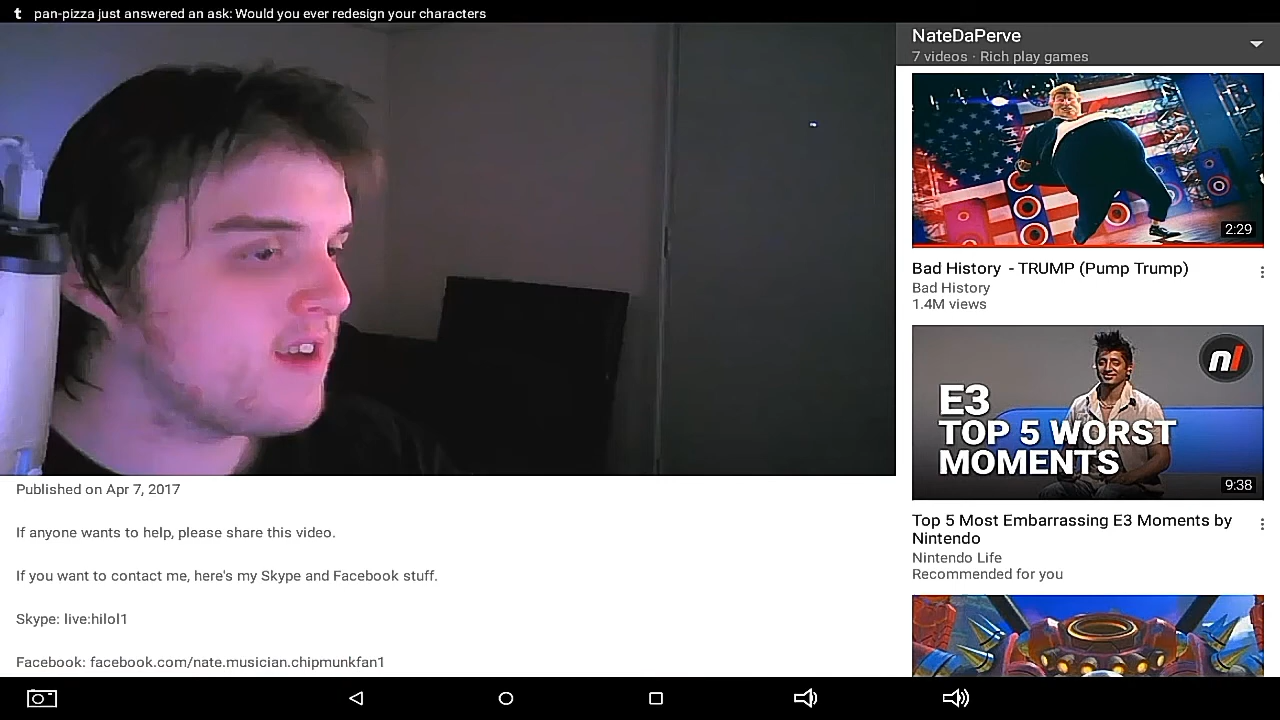 t pan-pizza just answered an ask: Would you ever redesign your characters
NateDaPerve
7 videos · Rich play games
2:29
Bad History - TRUMP (Pump Trump)
Bad History
1.4M views
nl
E3
TOP 5 WORST
MOMENTS
9:38
Top 5 Most Embarrassing E3 Moments by
Nintendo
Nintendo Life
Recommended for you
Published on Apr 7, 2017
If anyone wants to help, please share this video.
If you want to contact me, here's my Skype and Facebook stuff.
Skype: live:hilol1
Facebook: facebook.com/nate.musician.chipmunkfan1